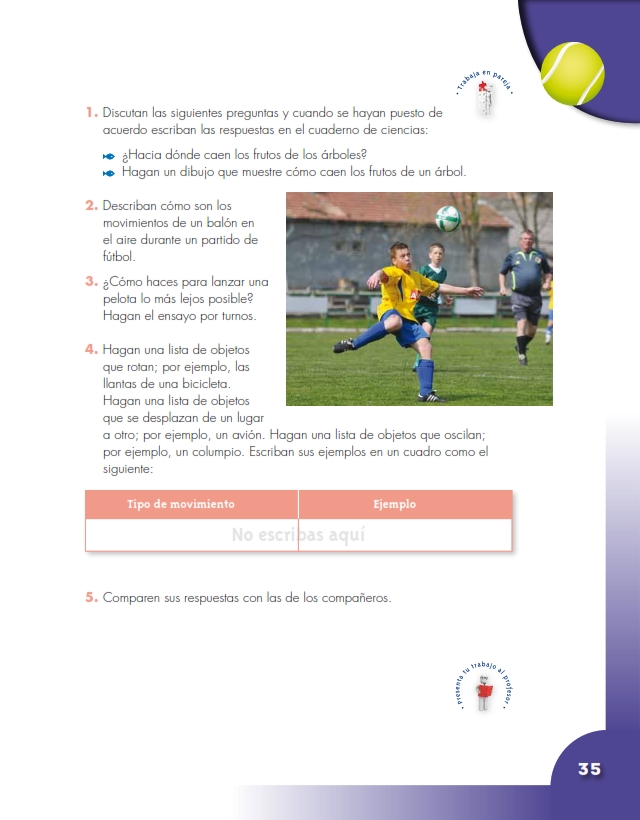 • Trabaja en pareja •
1. Discutan las siguientes preguntas y cuando se hayan puesto de
acuerdo escriban las respuestas en el cuaderno de ciencias:
¿Hacia dónde caen los frutos de los árboles?
Hagan un dibujo que muestre cómo caen los frutos de un árbol.
2. Describan cómo son los
movimientos de un balón en
el aire durante un partido de
fútbol.
3. ¿Cómo haces para lanzar una
pelota lo más lejos posible?
Hagan el ensayo por turnos.
4. Hagan una lista de objetos
que rotan; por ejemplo, las
llantas de una bicicleta.
Hagan una lista de objetos
que se desplazan de un lugar
a otro; por ejemplo, un avión. Hagan una lista de objetos que oscilan;
por ejemplo, un columpio. Escriban sus ejemplos en un cuadro como el
siguiente:
Tipo de movimiento Ejemplo
No escribas aquí
5. Comparen sus respuestas con las de los compañeros.
• Presenta tu trabajo al profesor •
35